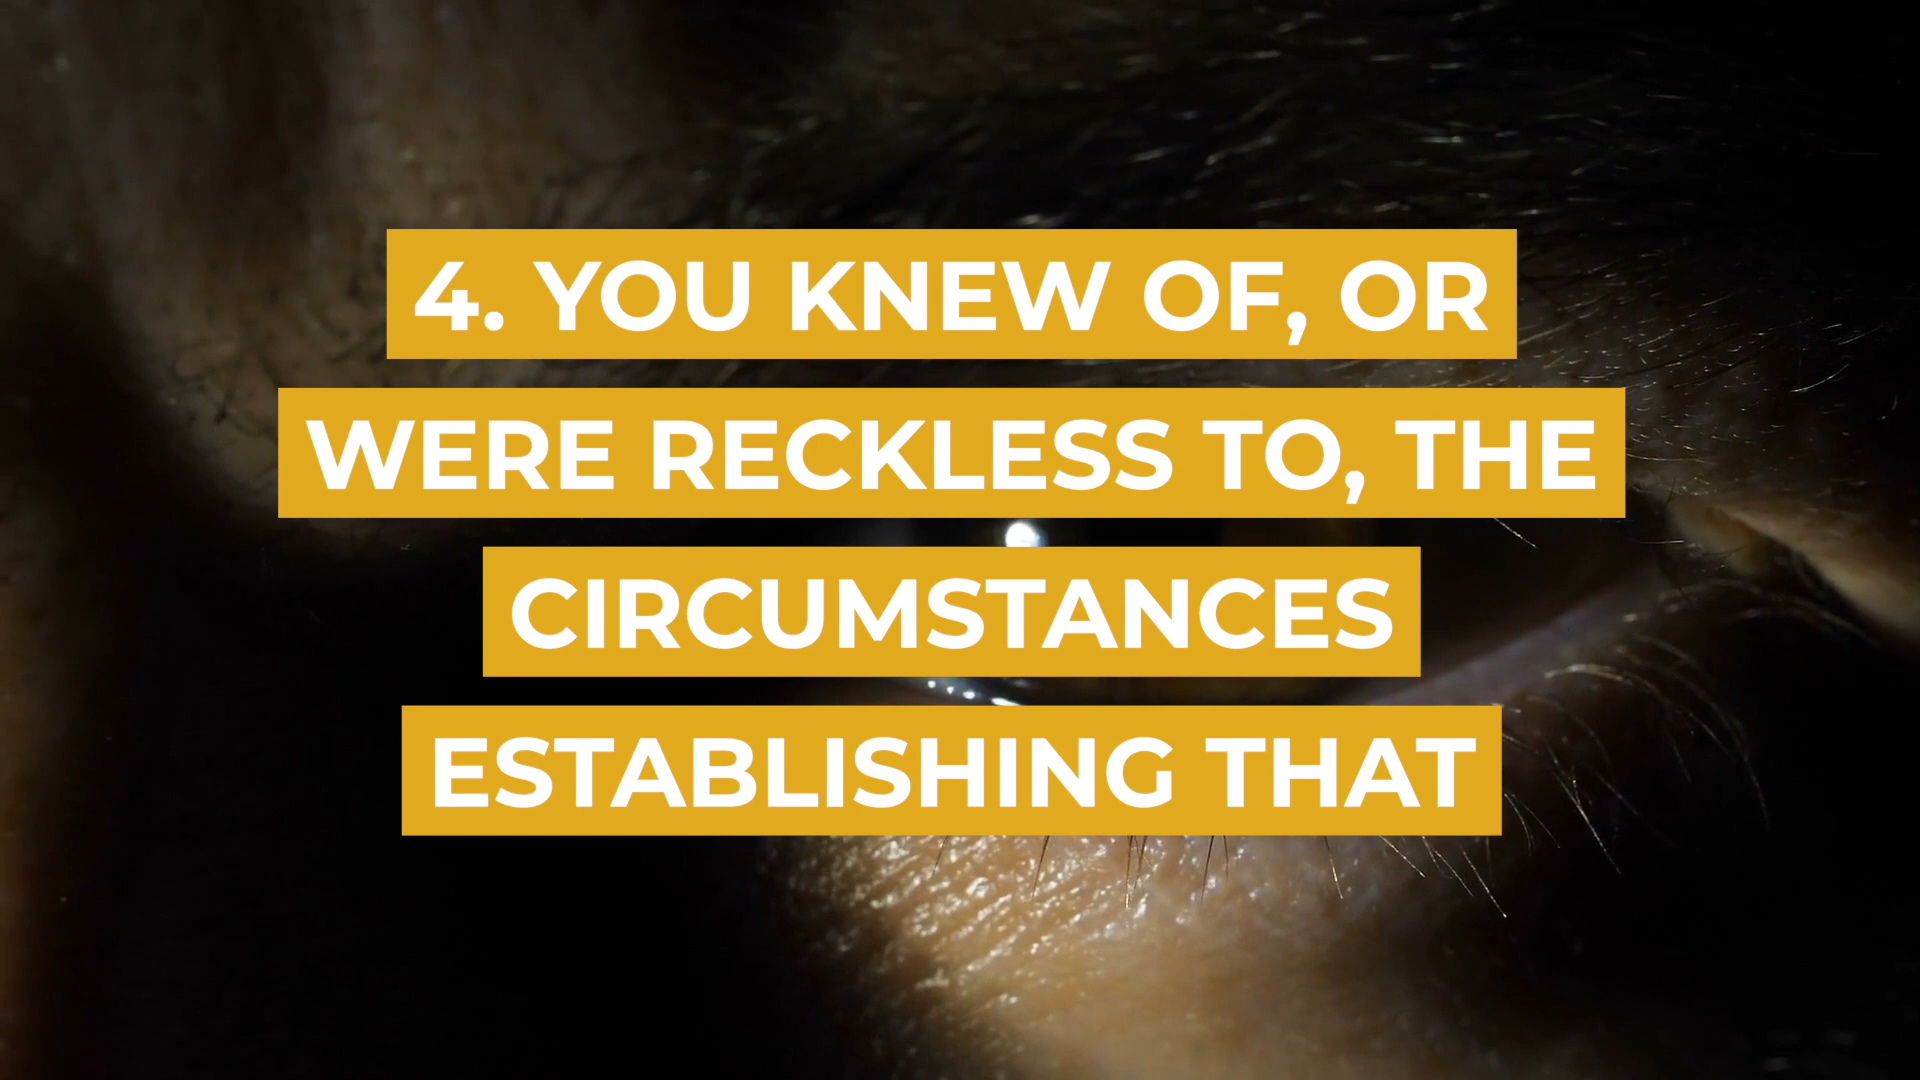 4. YOU KNEW OF, OR
WERE RECKLESS TO, THE
CIRCUMSTANCES
ESTABLISHING THAT